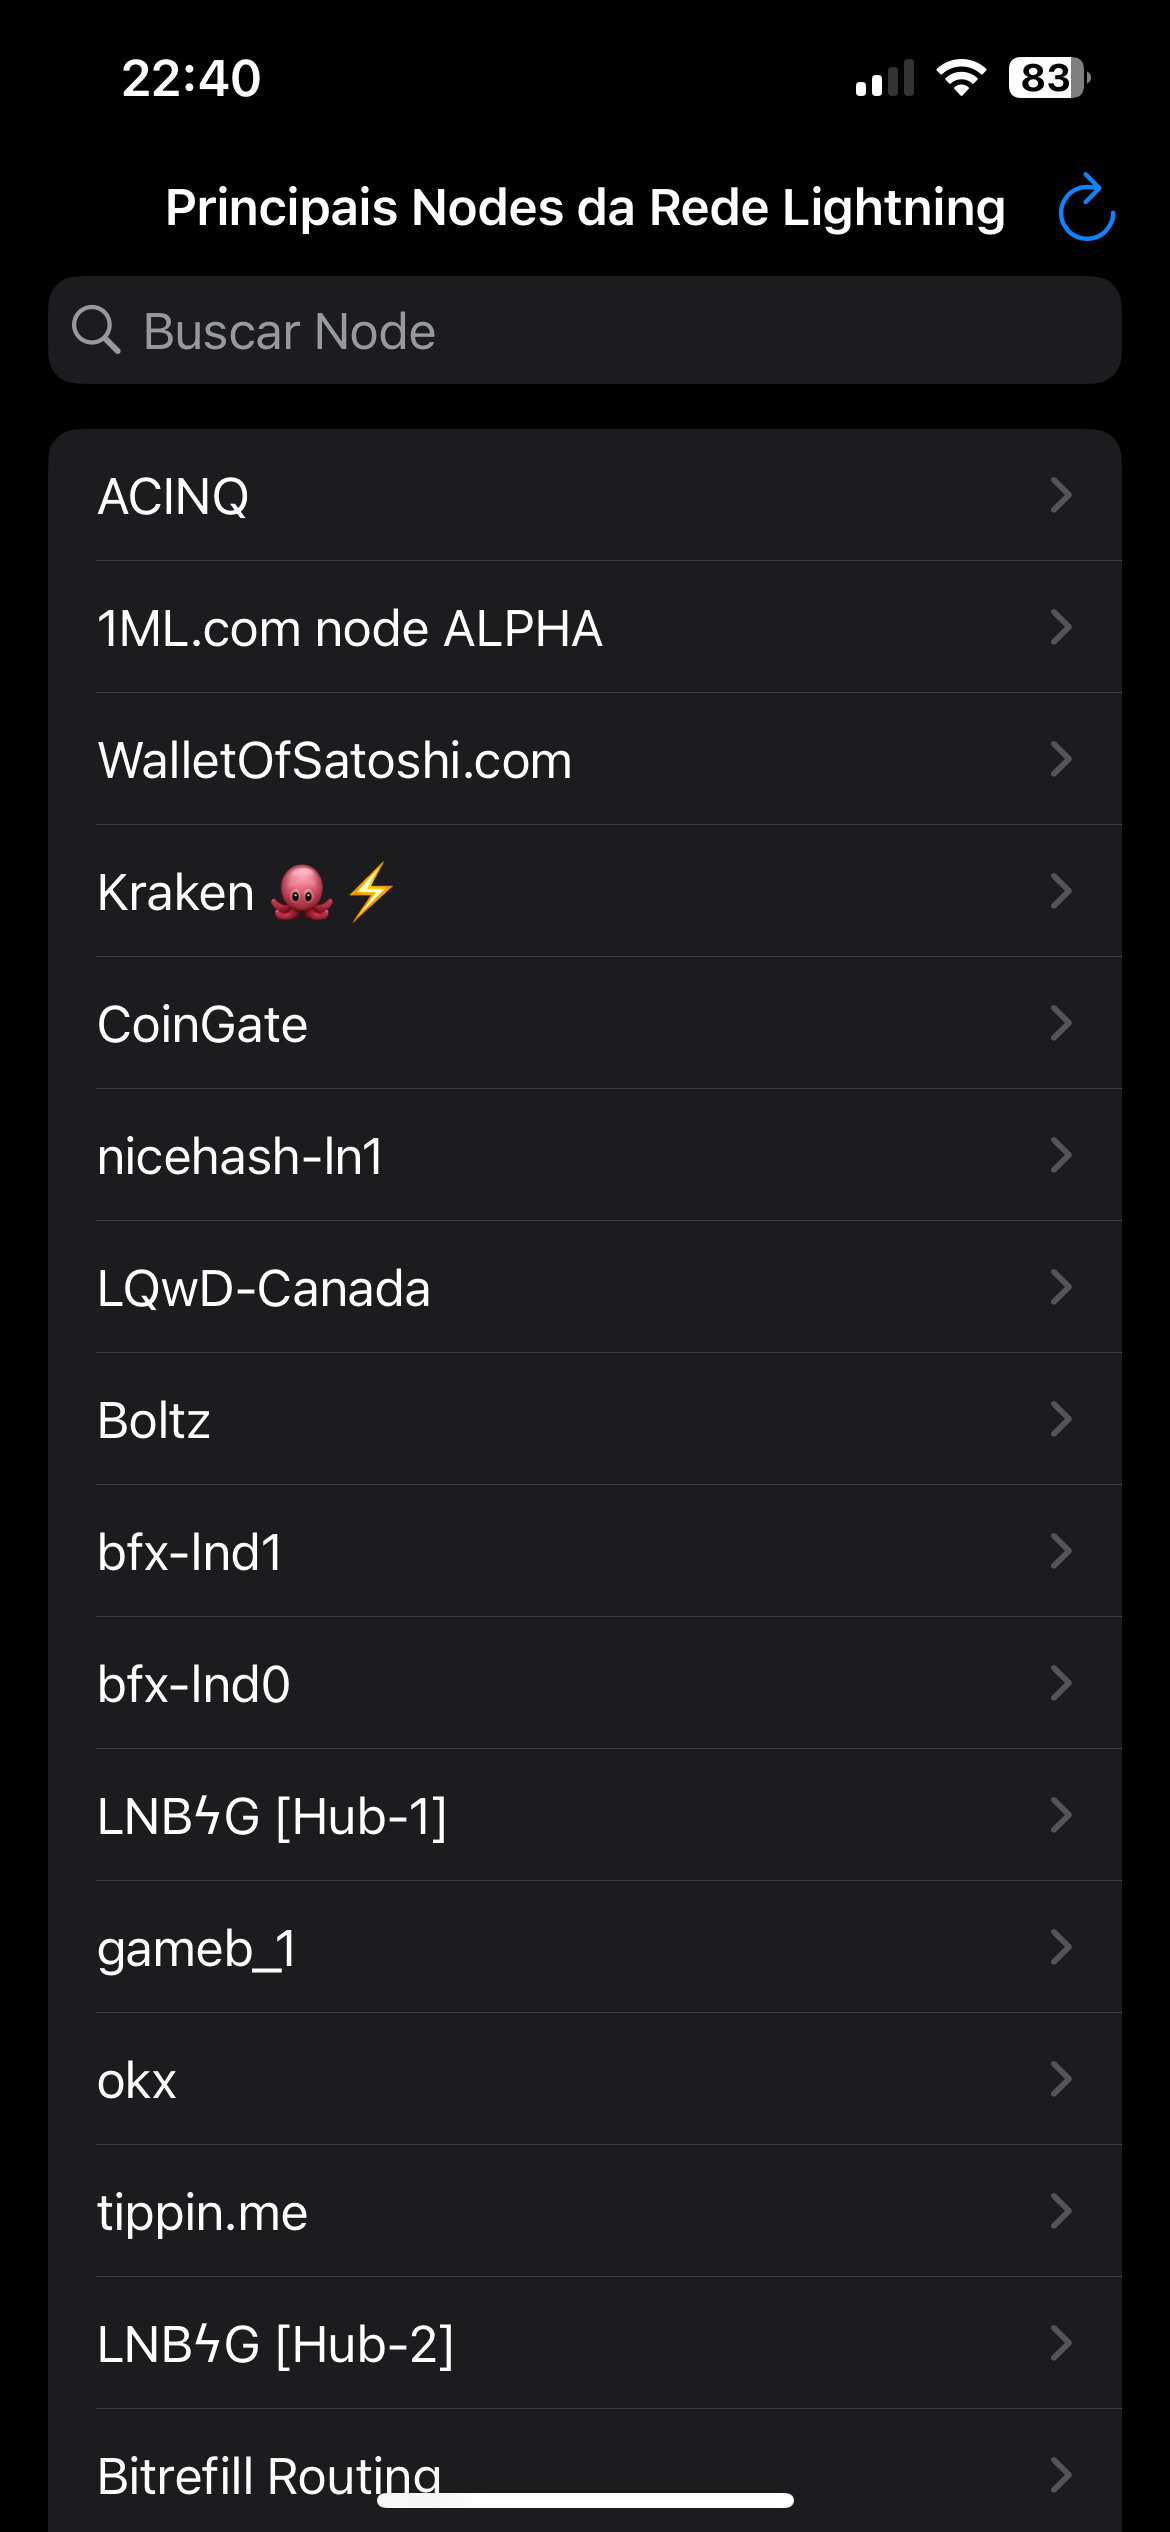 22:40
83
Principais Nodes da Rede Lightning
Buscar Node
ACINQ
1ML.com node ALPHA
WalletOfSatoshi.com
Kraken 🐙⚡
CoinGate
nicehash-ln1
LQwD-Canada
Boltz
bfx-lnd1
bfx-lnd0
LNBϟG [Hub-1]
gameb_1
okx
tippin.me
LNBϟG [Hub-2]
Bitrefill Routing